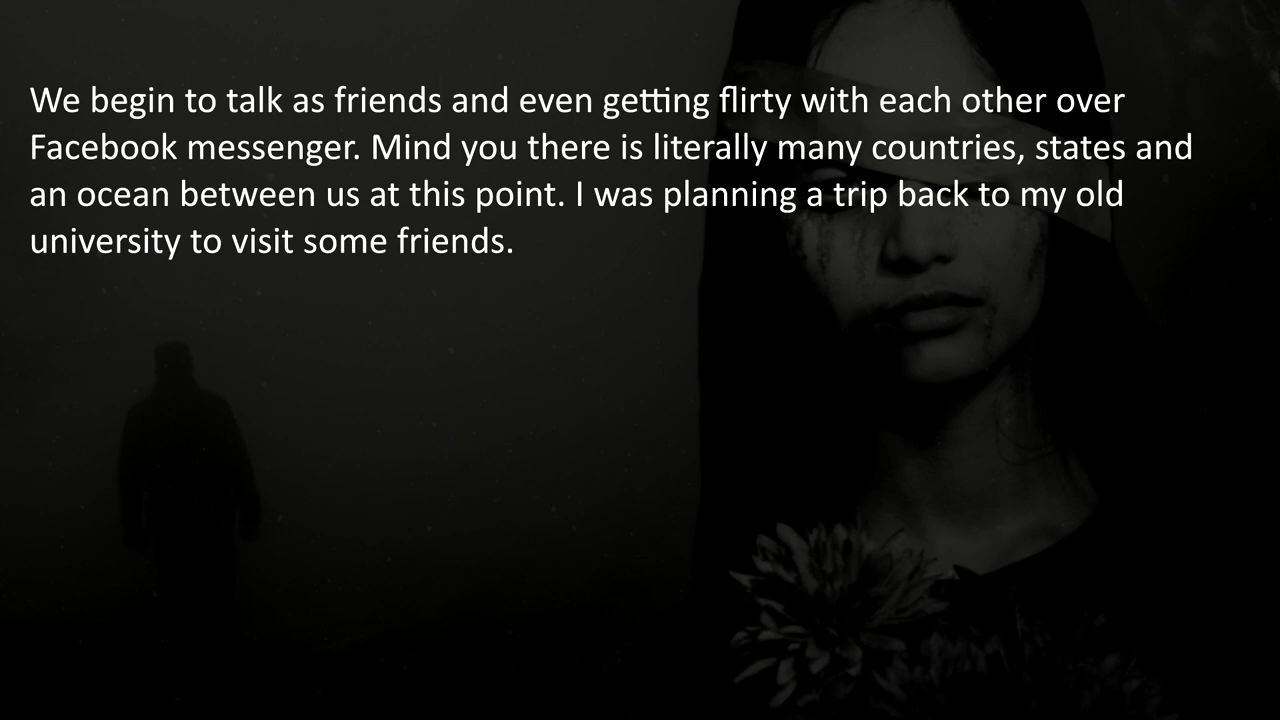 We begin to talk as friends and even getting flirty with each other over
Facebook messenger. Mind you there is literally many countries, states and
an ocean between us at this point. I was planning a trip back to my old
university to visit some friends.